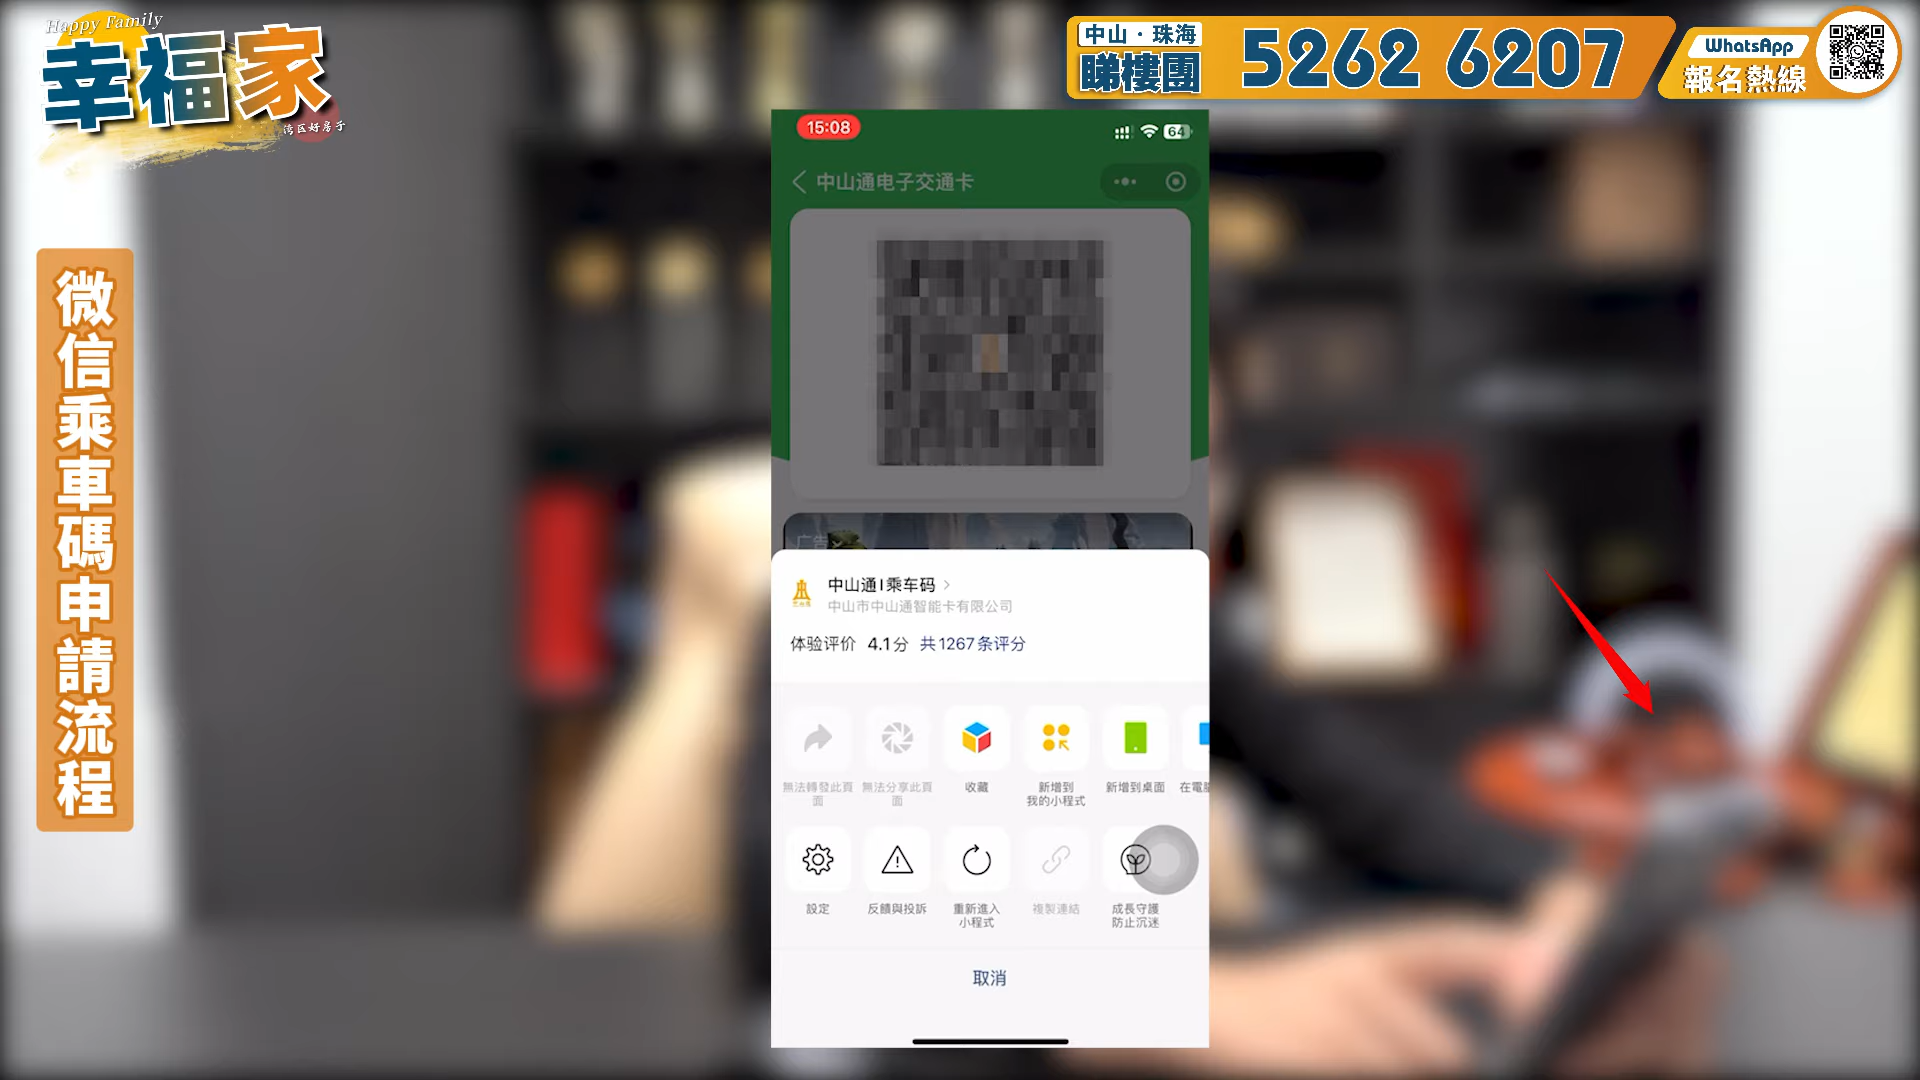 Happy Family
幸福家
湾区好房子
中山·珠海
睇樓團
5262 6207
WhatsApp
報名熱線
微信乘車碼申請流程
15:08
64
中山通电子交通卡
广告
中山通|乘车码
中山市中山通智能卡有限公司
体验评价 4.1分 共1267条评分
無法轉發此頁面
無法分享此頁面
收藏
新增到
我的小程式
新增到桌面
在電腦
設定
反饋與投訴
重新進入
小程式
複製連結
成長守護
防止沉迷
取消